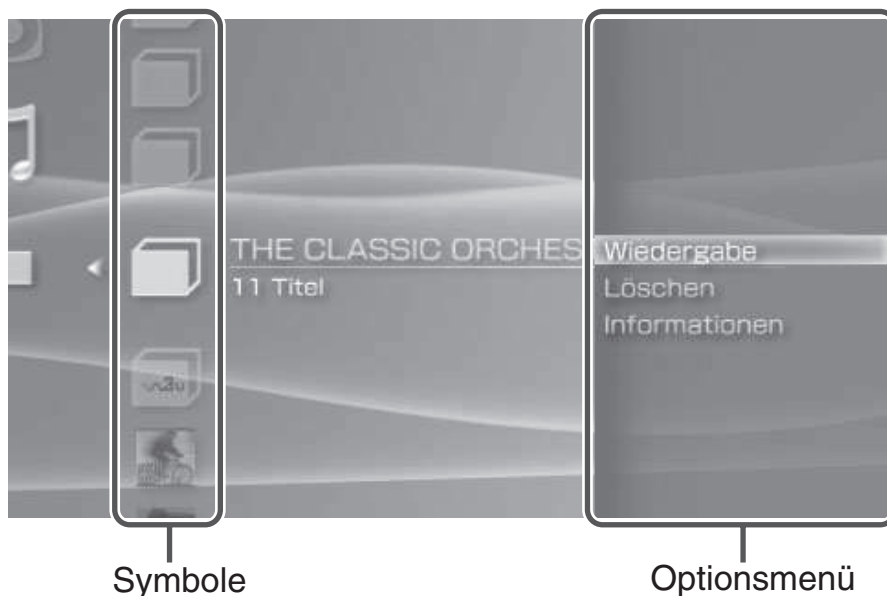 THE CLASSIC ORCHES
11 Titel
Wiedergabe
Löschen
Informationen
Symbole
Optionsmenü